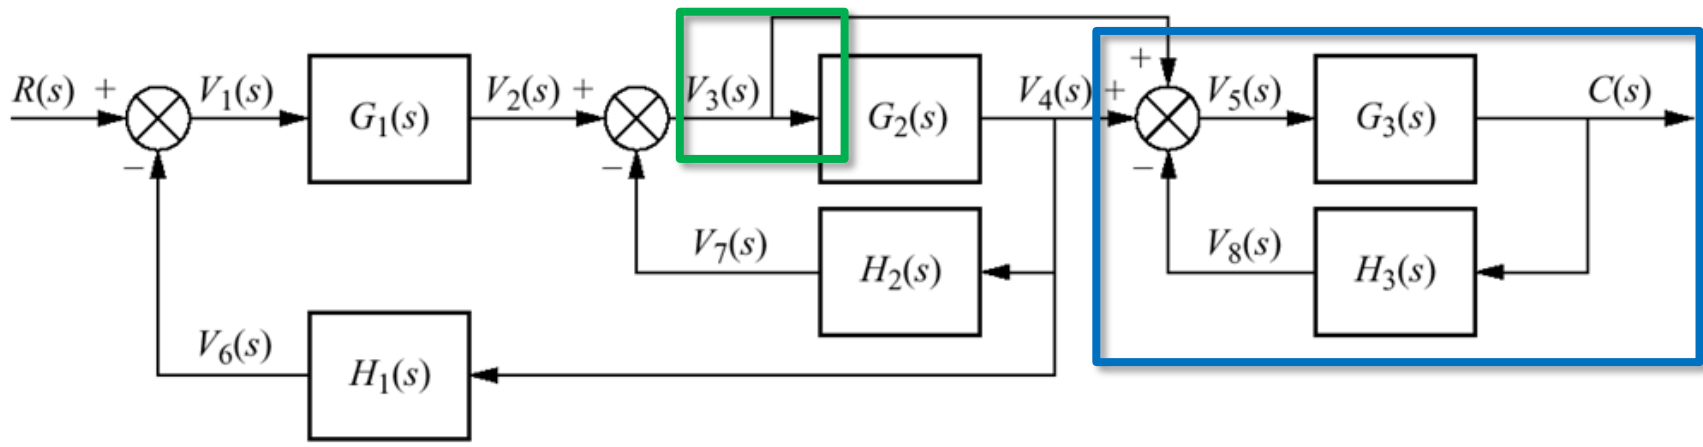 R(s) + V₁(s) G₁(s) V₂(s) + V₃(s) G₂(s) V₄(s) + + V₅(s) G₃(s) C(s)
− − −
V₇(s) H₂(s) V₈(s) H₃(s)
V₆(s) H₁(s)